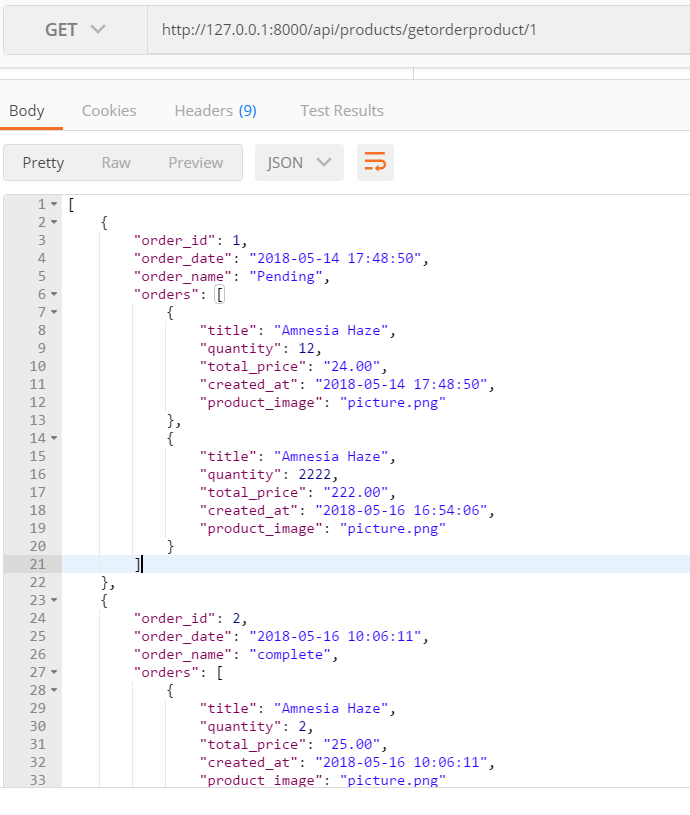 GET http://127.0.0.1:8000/api/products/getorderproduct/1
Body Cookies Headers (9) Test Results
Pretty Raw Preview JSON
1 [
2 {
3 "order_id": 1,
4 "order_date": "2018-05-14 17:48:50",
5 "order_name": "Pending",
6 "orders": [
7 {
8 "title": "Amnesia Haze",
9 "quantity": 12,
10 "total_price": "24.00",
11 "created_at": "2018-05-14 17:48:50",
12 "product_image": "picture.png"
13 },
14 {
15 "title": "Amnesia Haze",
16 "quantity": 2222,
17 "total_price": "222.00",
18 "created_at": "2018-05-16 16:54:06",
19 "product_image": "picture.png"
20 }
21 ]
22 },
23 {
24 "order_id": 2,
25 "order_date": "2018-05-16 10:06:11",
26 "order_name": "complete",
27 "orders": [
28 {
29 "title": "Amnesia Haze",
30 "quantity": 2,
31 "total_price": "25.00",
32 "created_at": "2018-05-16 10:06:11",
33 "product_image": "picture.png"